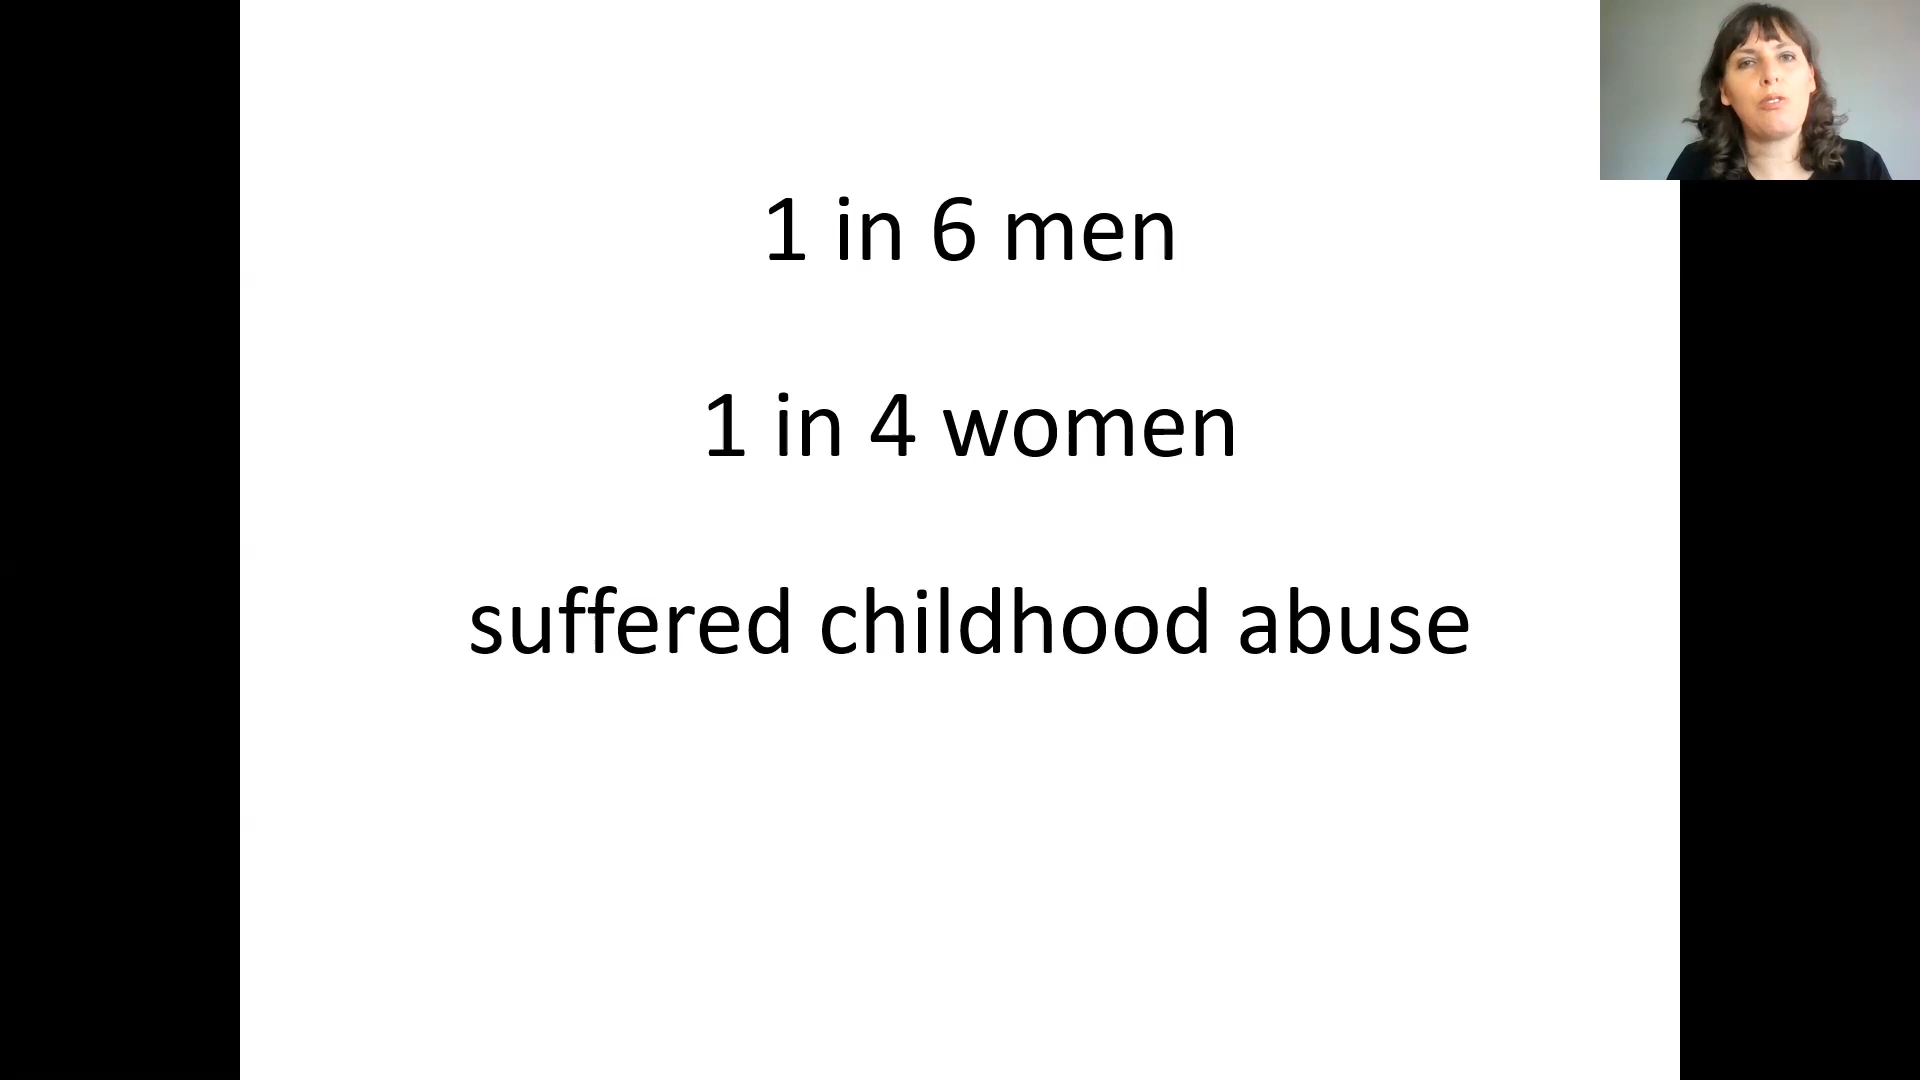 1 in 6 men
1 in 4 women
suffered childhood abuse